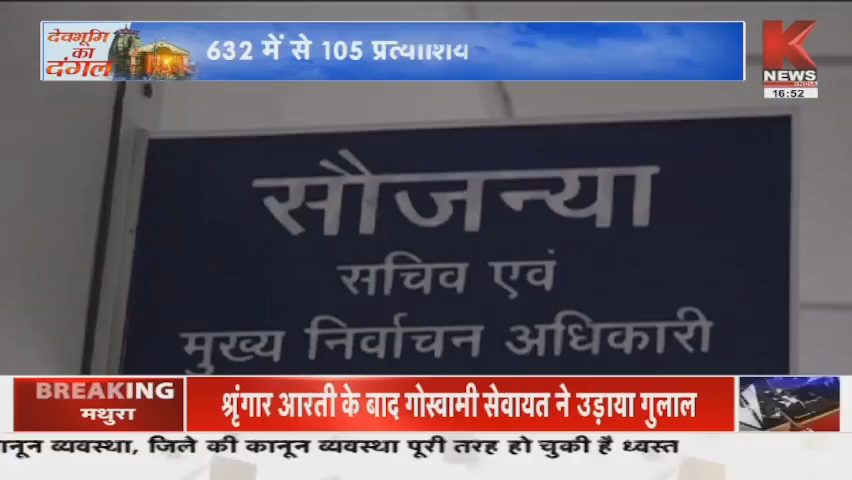 देवभूमि
का
दंगल
632 में से 105 प्रत्याशिय
K
NEWS
INDIA
16:52
सौजन्या
सचिव एवं
मुख्य निर्वाचन अधिकारी
BREAKING
मथुरा
श्रृंगार आरती के बाद गोस्वामी सेवायत ने उड़ाया गुलाल
व्यवस्था, जिले की कानून व्यवस्था पूरी तरह हो चुकी है ध्वस्त